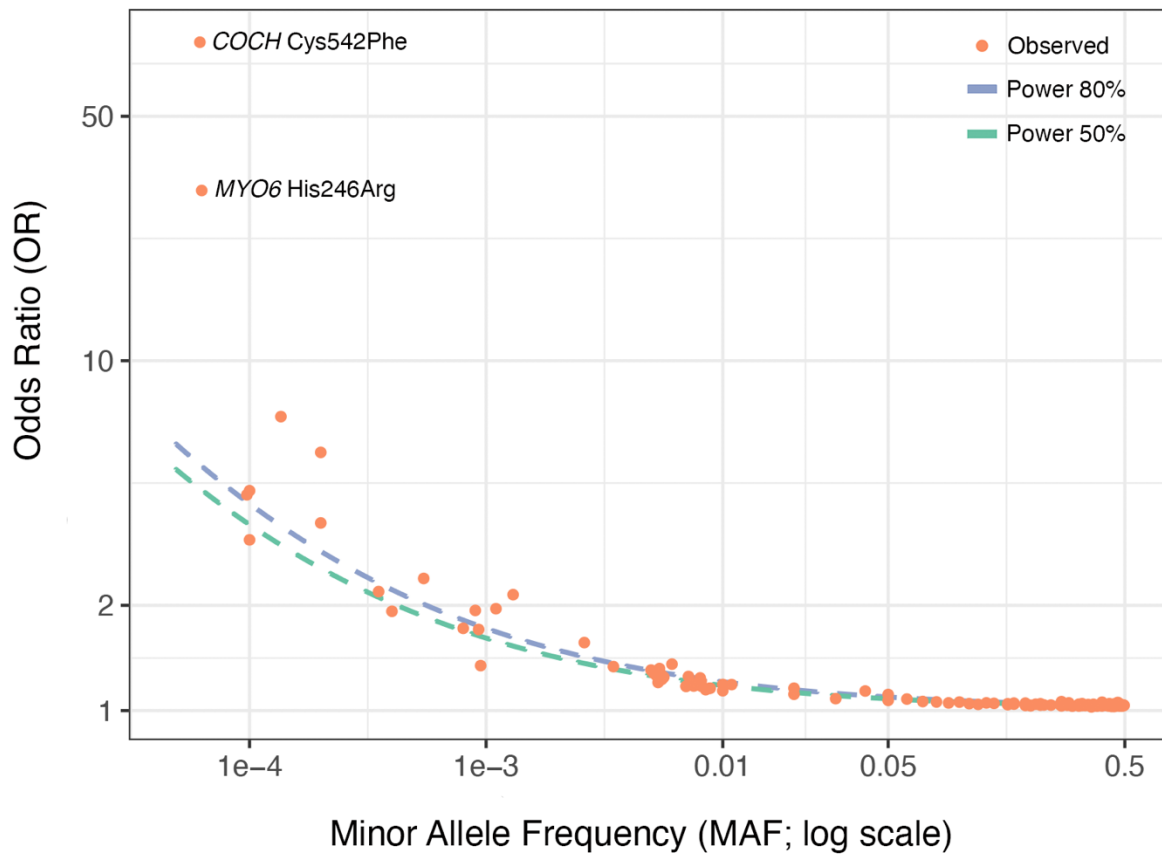 COCH Cys542Phe
Observed
Power 80%
50
Power 50%
MYO6 His246Arg
Odds Ratio (OR)
10
2
1
1e−4
1e−3
0.01
0.05
0.5
Minor Allele Frequency (MAF; log scale)